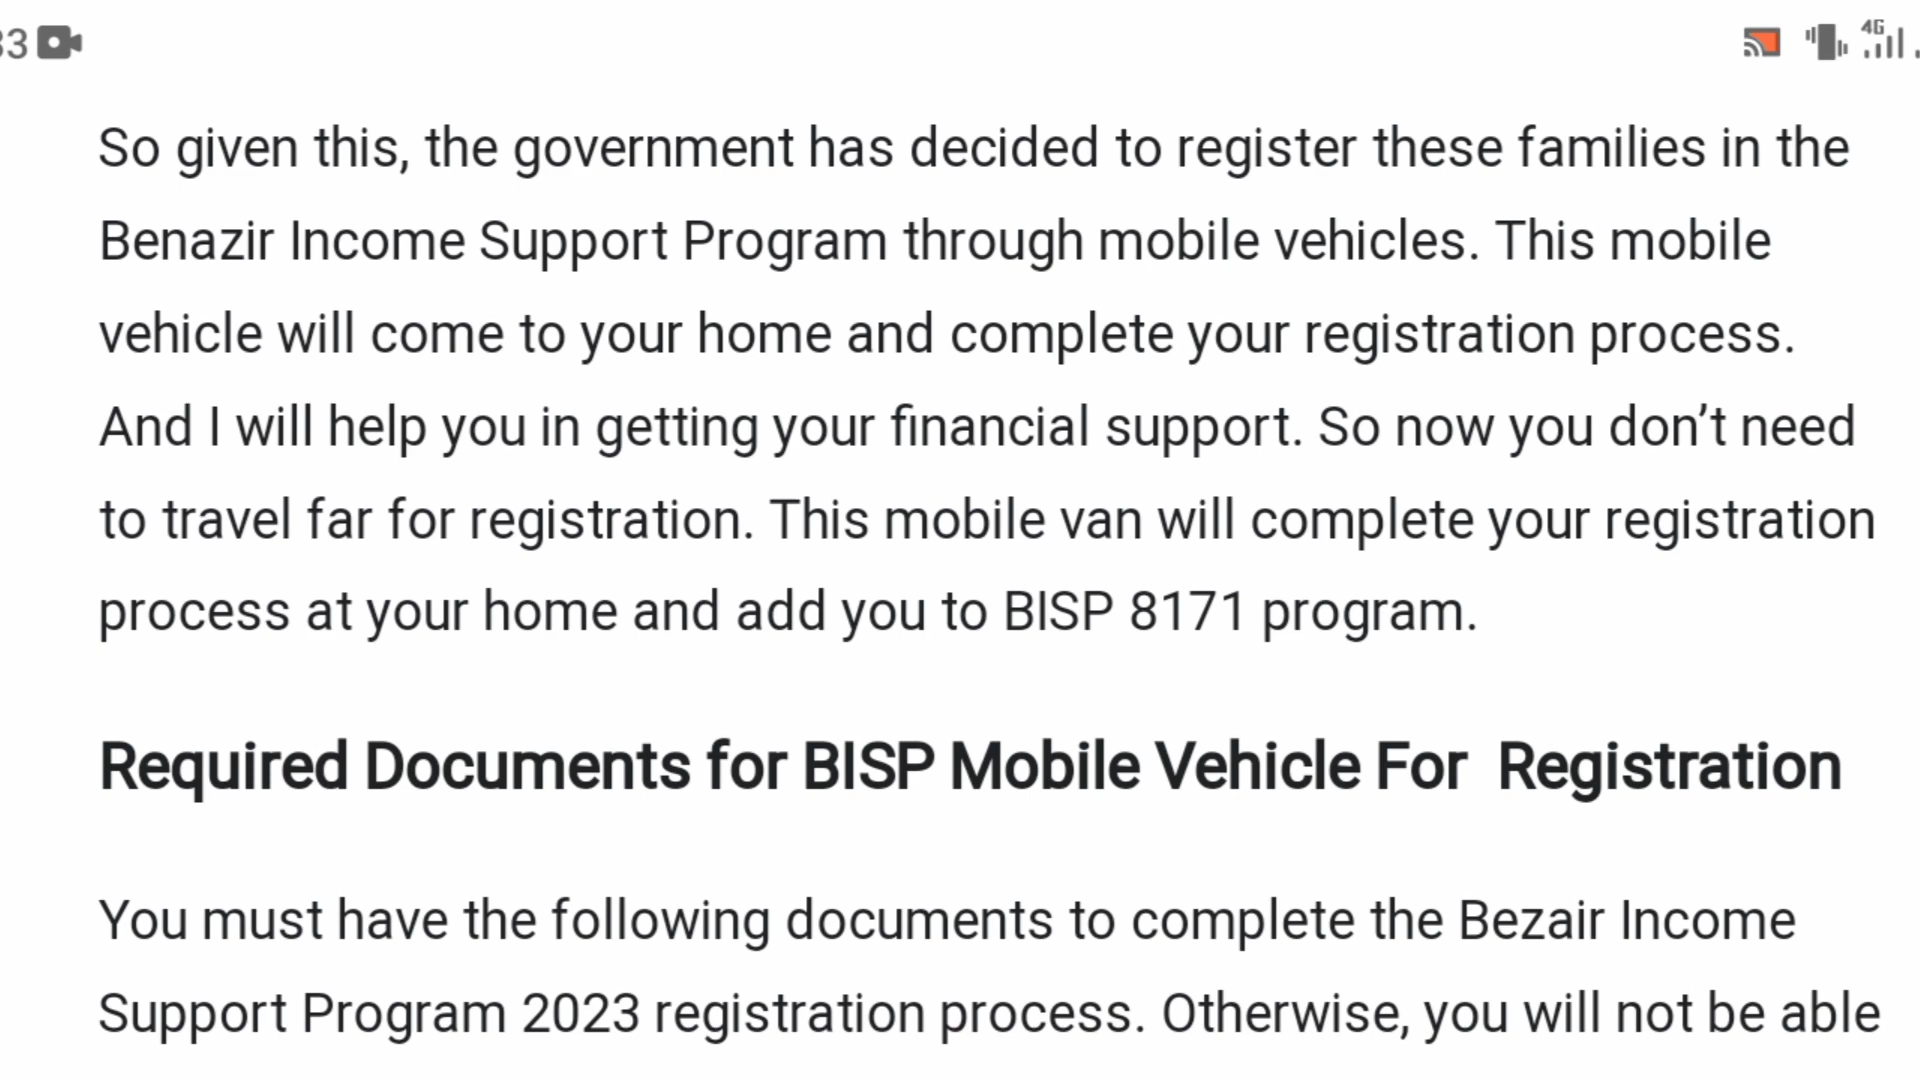 33
4G
So given this, the government has decided to register these families in the
Benazir Income Support Program through mobile vehicles. This mobile
vehicle will come to your home and complete your registration process.
And I will help you in getting your financial support. So now you don’t need
to travel far for registration. This mobile van will complete your registration
process at your home and add you to BISP 8171 program.
Required Documents for BISP Mobile Vehicle For  Registration
You must have the following documents to complete the Bezair Income
Support Program 2023 registration process. Otherwise, you will not be able